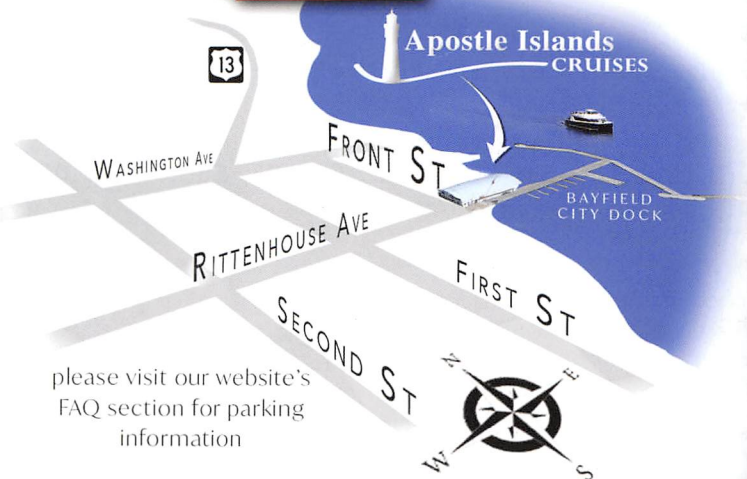 Apostle Islands
CRUISES
13
WASHINGTON AVE
FRONT ST
BAYFIELD
CITY DOCK
RITTENHOUSE AVE
FIRST ST
SECOND ST
please visit our website's
FAQ section for parking
information
N
E
W
S